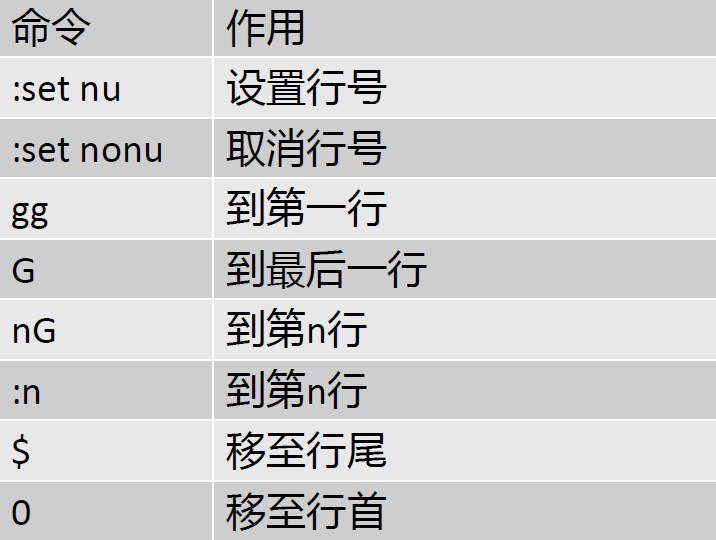 命令 作用
:set nu 设置行号
:set nonu 取消行号
gg 到第一行
G 到最后一行
nG 到第n行
:n 到第n行
$ 移至行尾
0 移至行首